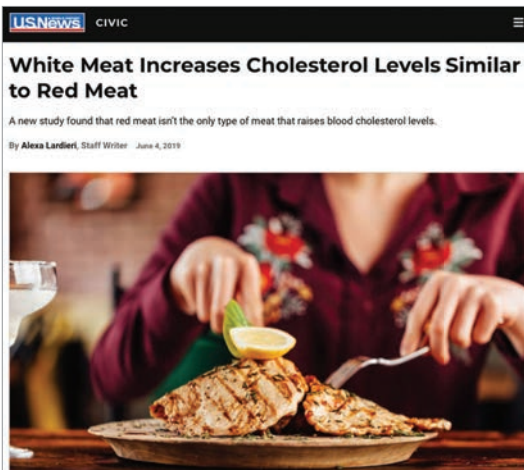 U.S.News CIVIC
White Meat Increases Cholesterol Levels Similar
to Red Meat
A new study found that red meat isn't the only type of meat that raises blood cholesterol levels.
By Alexa Lardieri, Staff Writer June 4, 2019